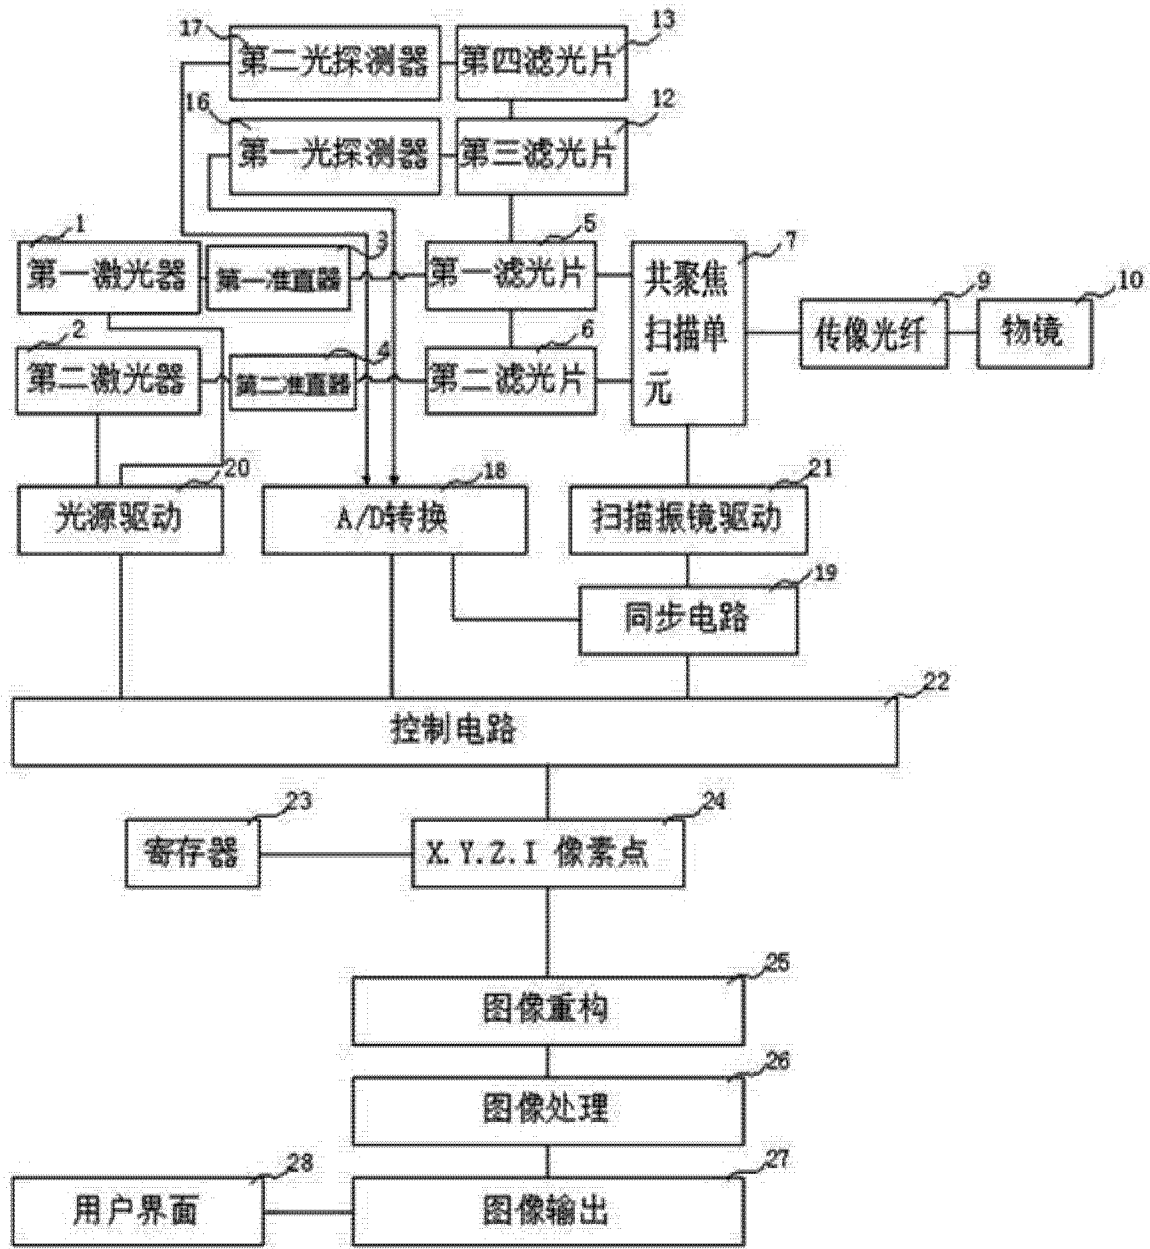 17
第二光探测器
第四滤光片
13
16
第一光探测器
第三滤光片
12
1
第一激光器
3
第一准直器
5
第一滤光片
7
共聚焦
扫描单
元
9
传像光纤
10
物镜
2
第二激光器
4
第二准直器
6
第二滤光片
20
光源驱动
18
A/D转换
21
扫描振镜驱动
19
同步电路
22
控制电路
23
寄存器
24
X.Y.Z.I 像素点
25
图像重构
26
图像处理
28
用户界面
27
图像输出